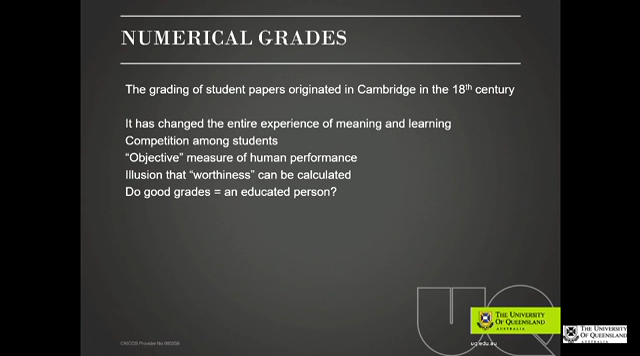 NUMERICAL GRADES
The grading of student papers originated in Cambridge in the 18th century
It has changed the entire experience of meaning and learning
Competition among students
“Objective” measure of human performance
Illusion that “worthiness” can be calculated
Do good grades = an educated person?
UQ
THE UNIVERSITY
OF QUEENSLAND
AUSTRALIA
THE UNIVERSITY
OF QUEENSLAND
AUSTRALIA
CRICOS Provider No
uq.edu.au